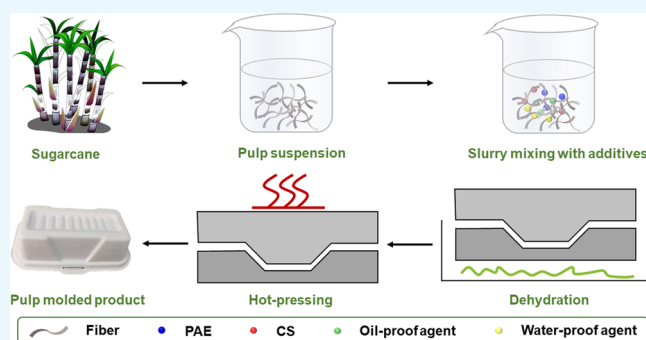 Sugarcane
Pulp suspension
Slurry mixing with additives
Pulp molded product
Hot-pressing
Dehydration
Fiber PAE CS Oil-proof agent Water-proof agent